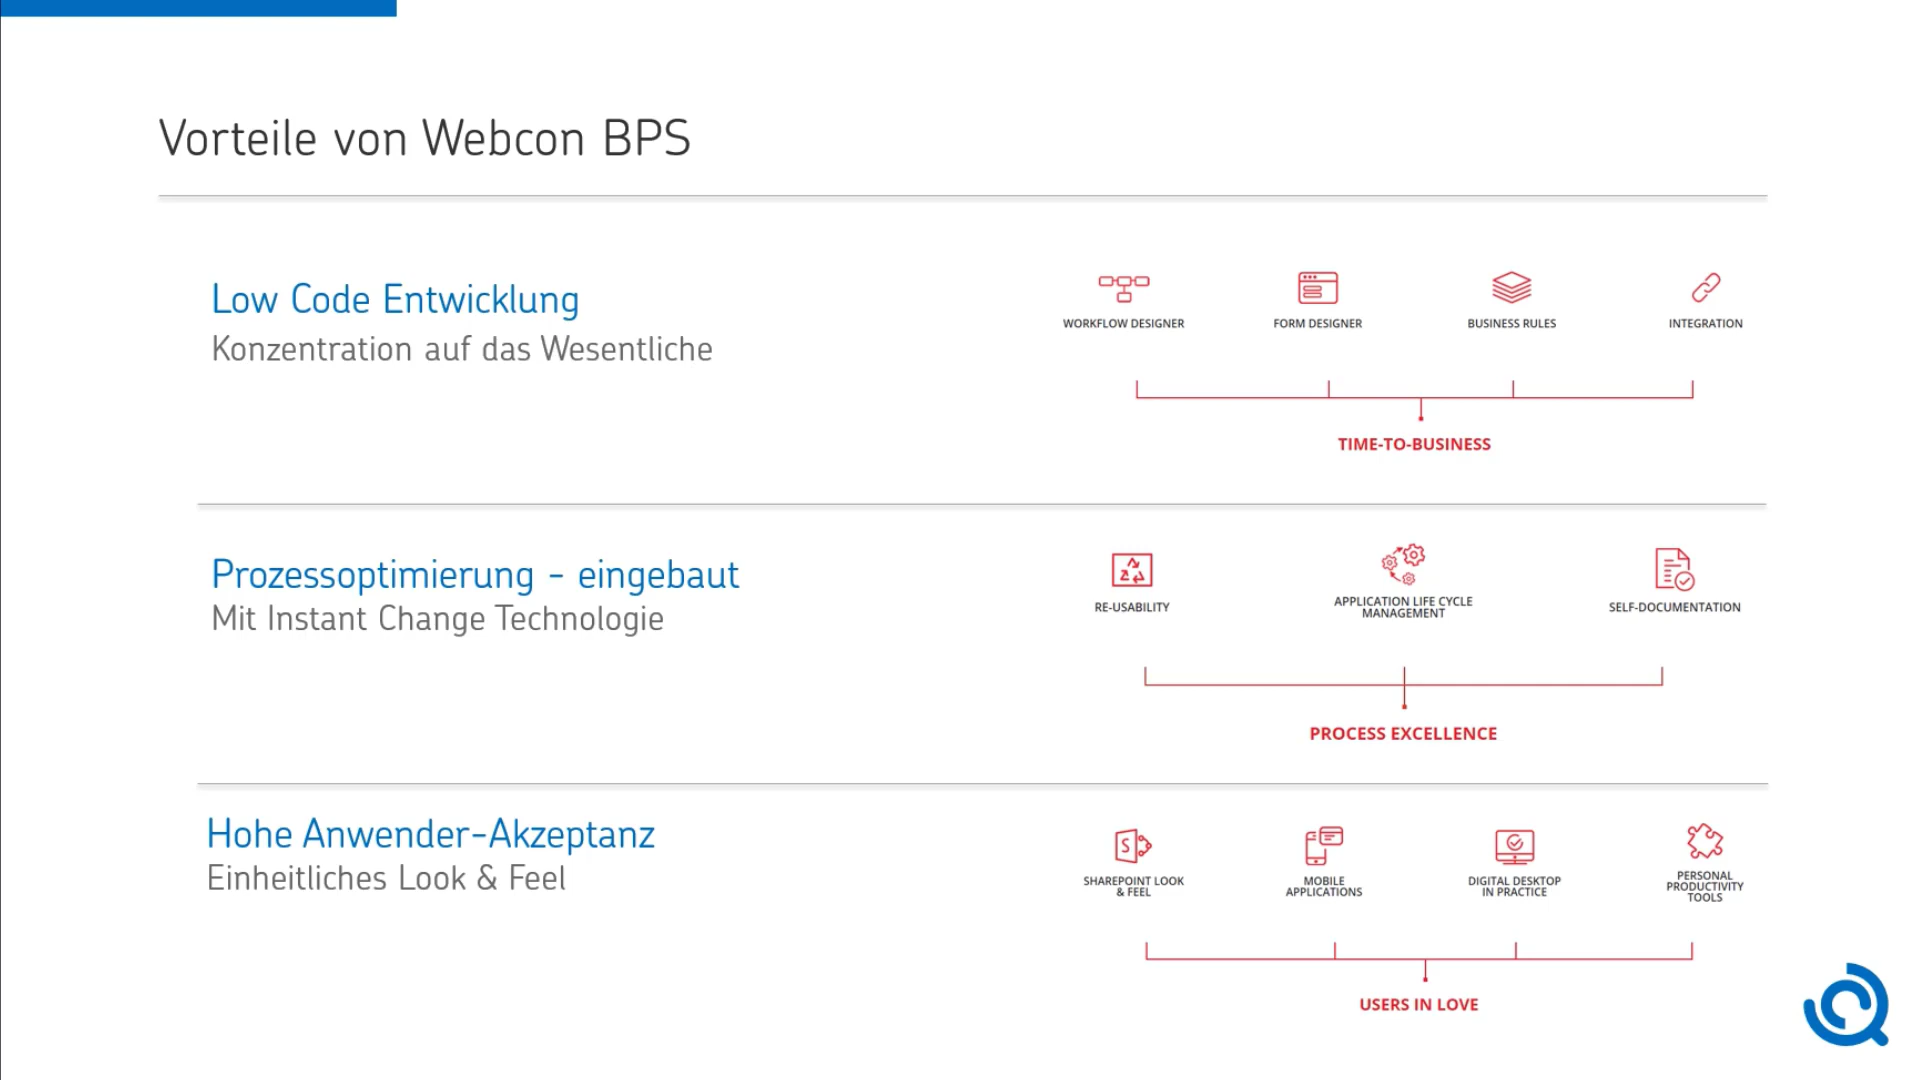 Vorteile von Webcon BPS
Low Code Entwicklung
Konzentration auf das Wesentliche
WORKFLOW DESIGNER
FORM DESIGNER
BUSINESS RULES
INTEGRATION
TIME-TO-BUSINESS
Prozessoptimierung - eingebaut
Mit Instant Change Technologie
RE-USABILITY
APPLICATION LIFE CYCLE
MANAGEMENT
SELF-DOCUMENTATION
PROCESS EXCELLENCE
Hohe Anwender-Akzeptanz
Einheitliches Look & Feel
S
SHAREPOINT LOOK
& FEEL
MOBILE
APPLICATIONS
DIGITAL DESKTOP
IN PRACTICE
PERSONAL
PRODUCTIVITY
TOOLS
USERS IN LOVE